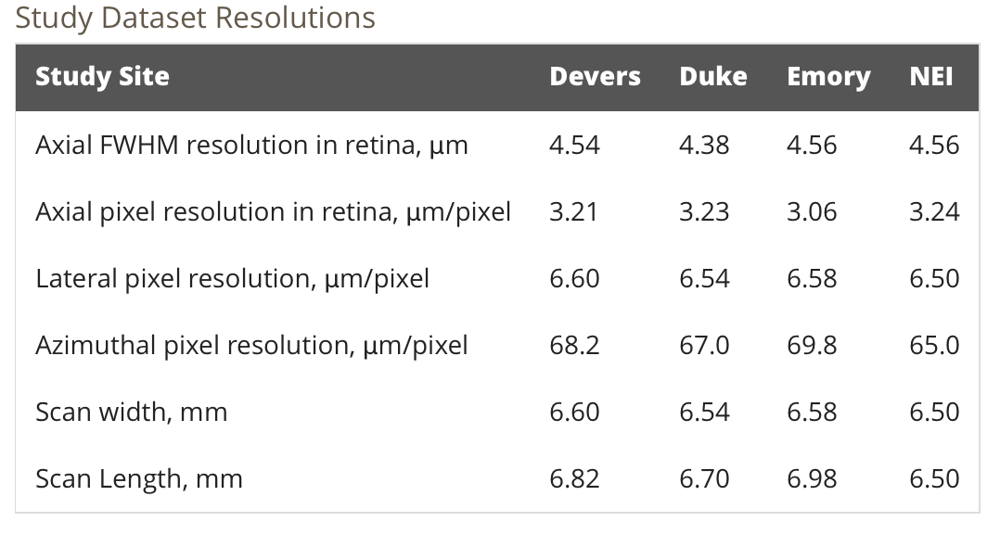 Study Dataset Resolutions
Study Site Devers Duke Emory NEI
Axial FWHM resolution in retina, μm 4.54 4.38 4.56 4.56
Axial pixel resolution in retina, μm/pixel 3.21 3.23 3.06 3.24
Lateral pixel resolution, μm/pixel 6.60 6.54 6.58 6.50
Azimuthal pixel resolution, μm/pixel 68.2 67.0 69.8 65.0
Scan width, mm 6.60 6.54 6.58 6.50
Scan Length, mm 6.82 6.70 6.98 6.50